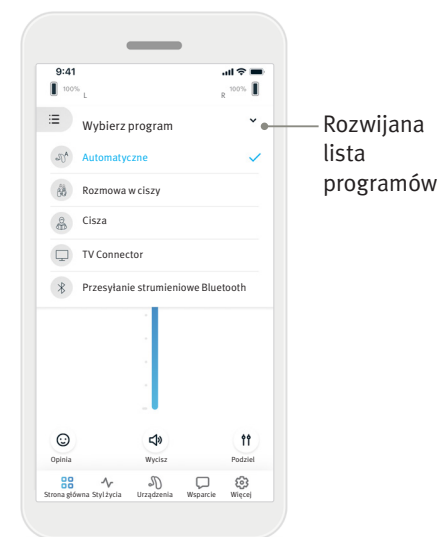 9:41
100% L
R 100%
Wybierz program
Automatyczne
Rozmowa w ciszy
Cisza
TV Connector
Przesyłanie strumieniowe Bluetooth
Opinia Wycisz Podziel
Strona główna Styl życia Urządzenia Wsparcie Więcej
Rozwijana
lista
programów